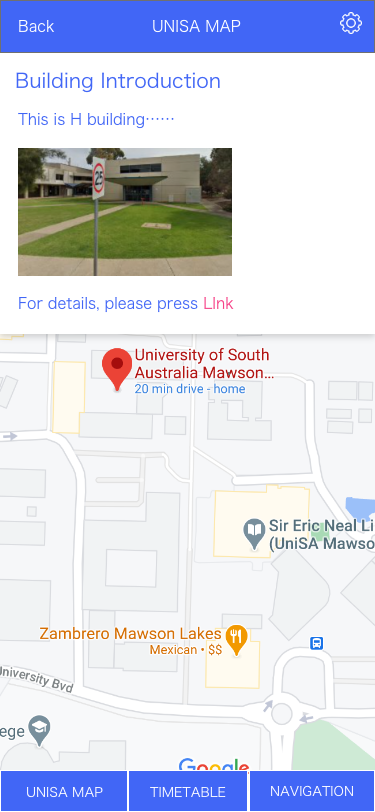 Back
UNISA MAP
Building Introduction
This is H building······
25
For details, please press LInk
University of South
Australia Mawson...
20 min drive - home
Sir Eric Neal Li
(UniSA Mawso
Zambrero Mawson Lakes
Mexican • $$
niversity Bvd
ege
Google
UNISA MAP
TIMETABLE
NAVIGATION